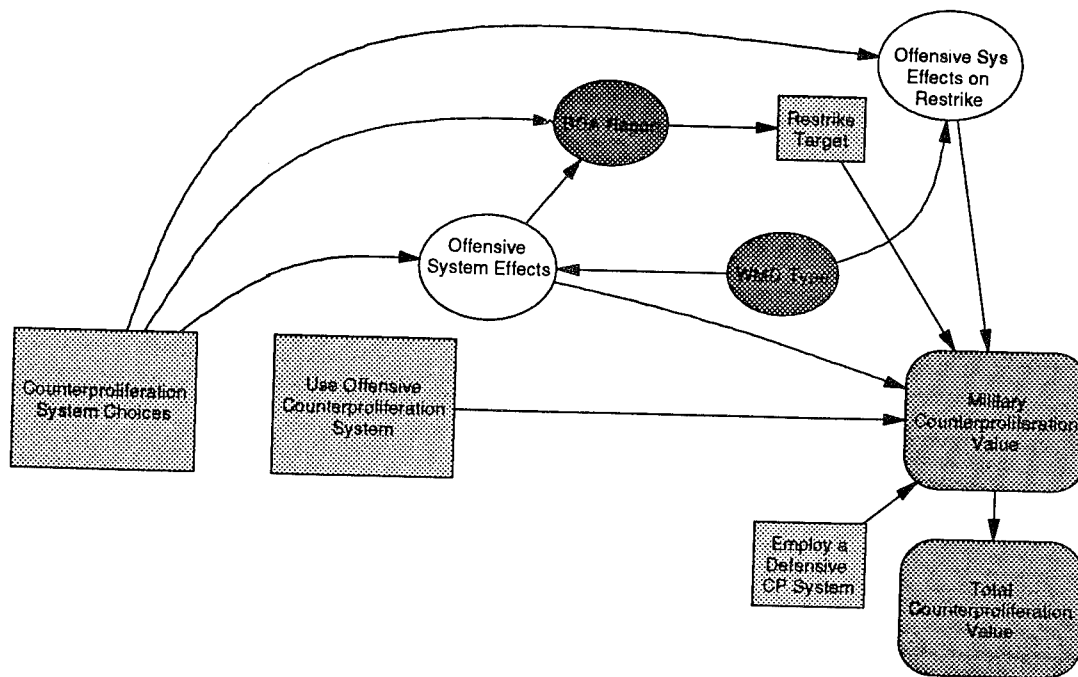 Offensive Sys
Effects on
Restrike
BDA Report
Restrike
Target
Offensive
System Effects
WMD Type
Counterproliferation
System Choices
Use Offensive
Counterproliferation
System
Military
Counterproliferation
Value
Employ a
Defensive
CP System
Total
Counterproliferation
Value